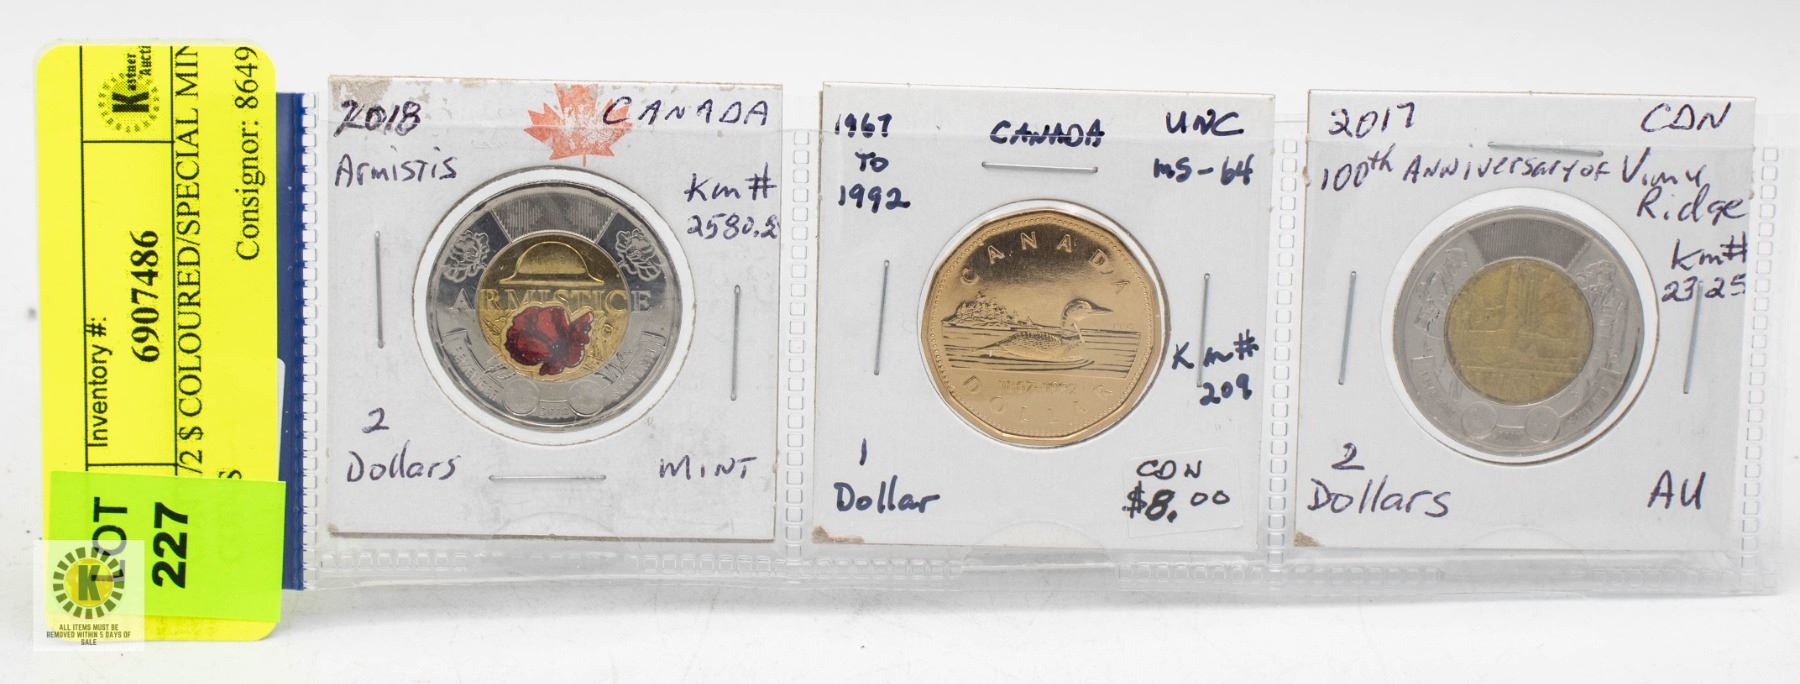 Kastner
Aucti
Inventory #:
6907486
/2 $ COLOURED/SPECIAL MIN
Consignor: 8649
LOT
227
K
ALL ITEMS MUST BE
REMOVED WITHIN 5 DAYS OF
SALE
2018 CANADA
Armistis
Km#
2580.2
ARMISTICE
2
Dollars MINT
1967
TO
1992
CANADA
UNC
MS-64
CANADA
1867-1992
DOLLAR
Km#
209
1
Dollar
CDN
$8.00
2017 CDN
100th ANNIVERSARY OF Vimy
Ridge
Km#
2325
2
Dollars AU